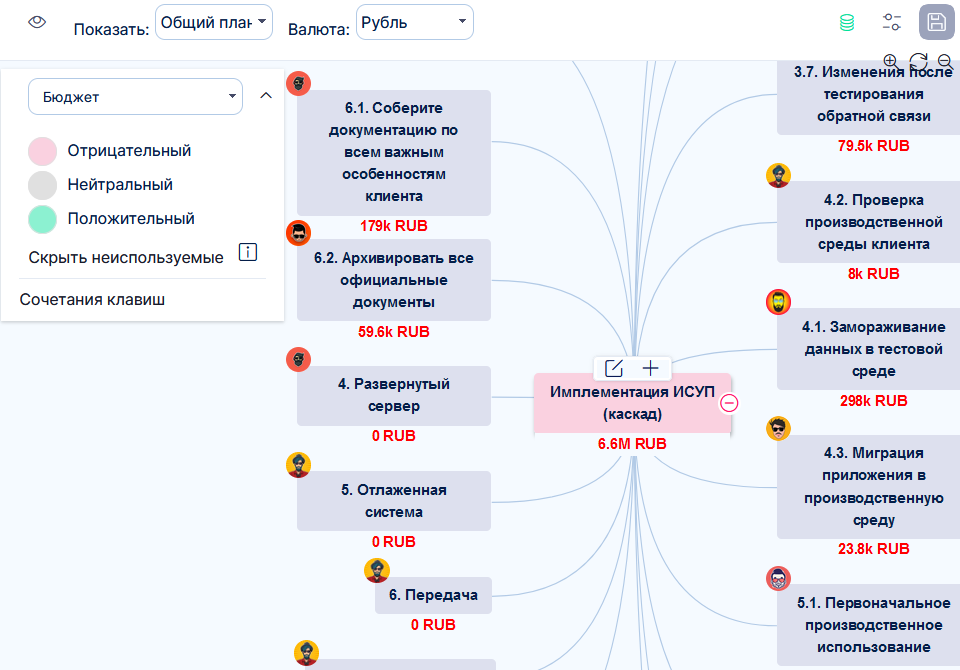 Показать:
Общий план
Валюта:
Рубль
Бюджет
Отрицательный
Нейтральный
Положительный
Скрыть неиспользуемые
Сочетания клавиш
6.1. Соберите
документацию по
всем важным
особенностям
клиента
179k RUB
6.2. Архивировать все
официальные
документы
59.6k RUB
4. Развернутый
сервер
0 RUB
5. Отлаженная
система
0 RUB
6. Передача
0 RUB
Имплементация ИСУП
(каскад)
6.6M RUB
3.7. Изменения после
тестирования
обратной связи
79.5k RUB
4.2. Проверка
производственной
среды клиента
8k RUB
4.1. Замораживание
данных в тестовой
среде
298k RUB
4.3. Миграция
приложения в
производственную
среду
23.8k RUB
5.1. Первоначальное
производственное
использование